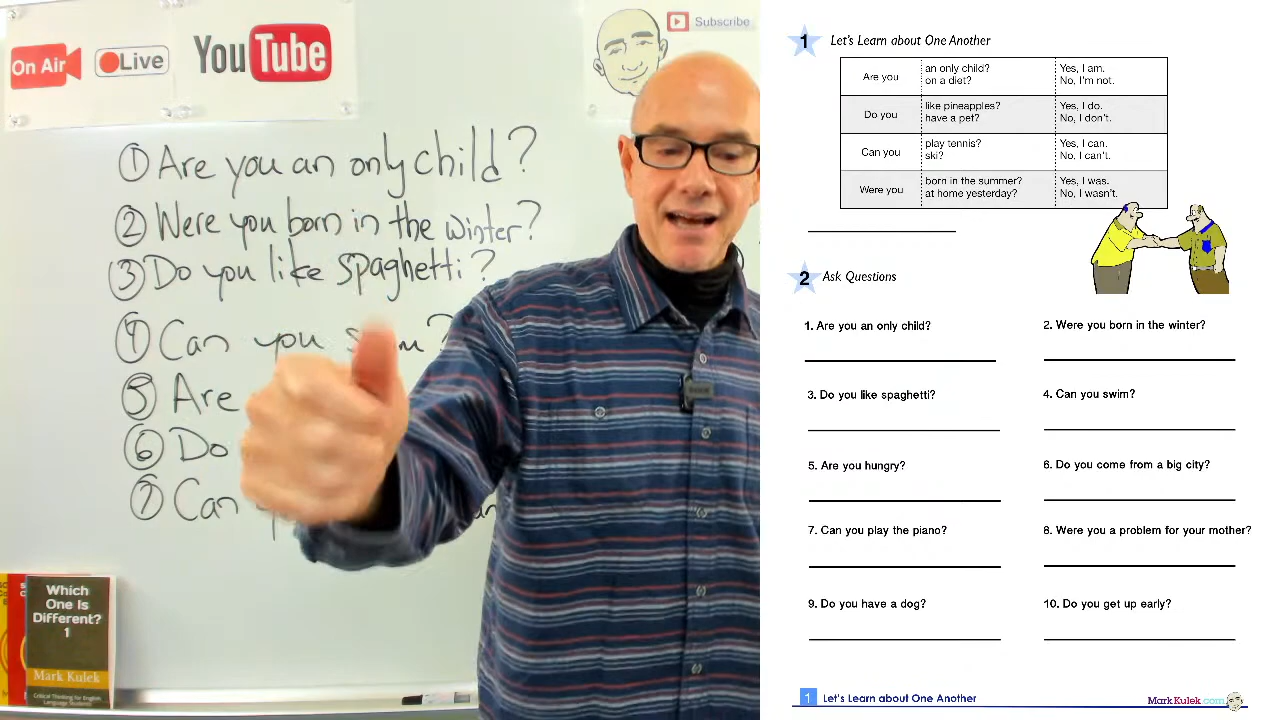 On Air
Live
YouTube
Subscribe
① Are you an only child?
② Were you born in the winter?
③ Do you like spaghetti?
④ Can you
⑤ Are
⑥ Do
⑦ Can
Which
One Is
Different?
1
Mark Kulek
Critical Thinking for English
Language Students
1 Let's Learn about One Another
Are you an only child? Yes, I am.
on a diet? No, I'm not.
Do you like pineapples? Yes, I do.
have a pet? No, I don't.
Can you play tennis? Yes, I can.
ski? No, I can't.
Were you born in the summer? Yes, I was.
at home yesterday? No, I wasn't.
2 Ask Questions
1. Are you an only child?
2. Were you born in the winter?
3. Do you like spaghetti?
4. Can you swim?
5. Are you hungry?
6. Do you come from a big city?
7. Can you play the piano?
8. Were you a problem for your mother?
9. Do you have a dog?
10. Do you get up early?
1 Let's Learn about One Another
MarkKulek.com